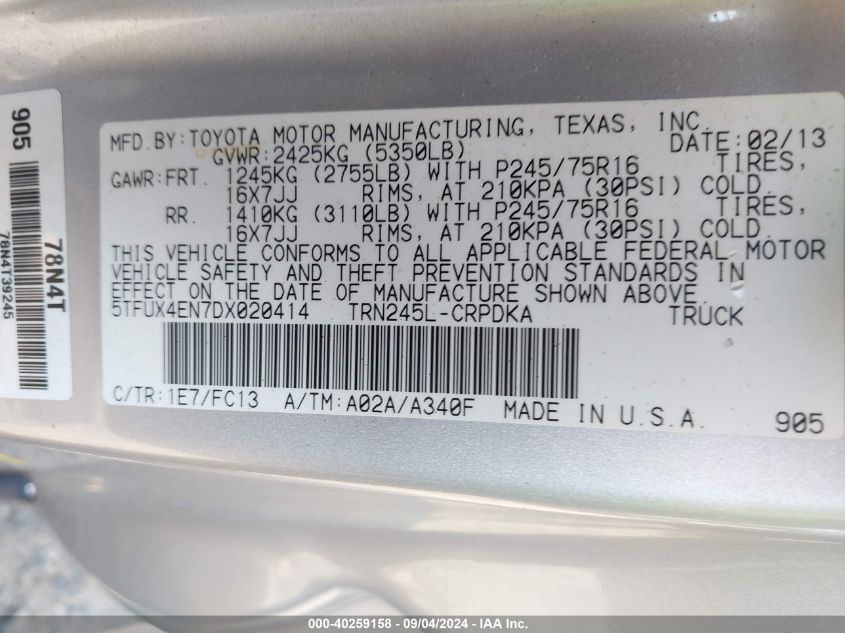 905
78N4T
78N4T39245
MFD.BY:TOYOTA MOTOR MANUFACTURING, TEXAS, INC.
DATE:02/13
GVWR:2425KG (5350LB)
GAWR:FRT. 1245KG (2755LB) WITH P245/75R16 TIRES,
16X7JJ RIMS, AT 210KPA (30PSI) COLD.
RR. 1410KG (3110LB) WITH P245/75R16 TIRES,
16X7JJ RIMS, AT 210KPA (30PSI) COLD.
THIS VEHICLE CONFORMS TO ALL APPLICABLE FEDERAL MOTOR
VEHICLE SAFETY AND THEFT PREVENTION STANDARDS IN
EFFECT ON THE DATE OF MANUFACTURE SHOWN ABOVE.
5TFUX4EN7DX020414 TRN245L-CRPDKA TRUCK
C/TR:1E7/FC13 A/TM:A02A/A340F MADE IN U.S.A. 905
000-40259158 - 09/04/2024 - IAA Inc.